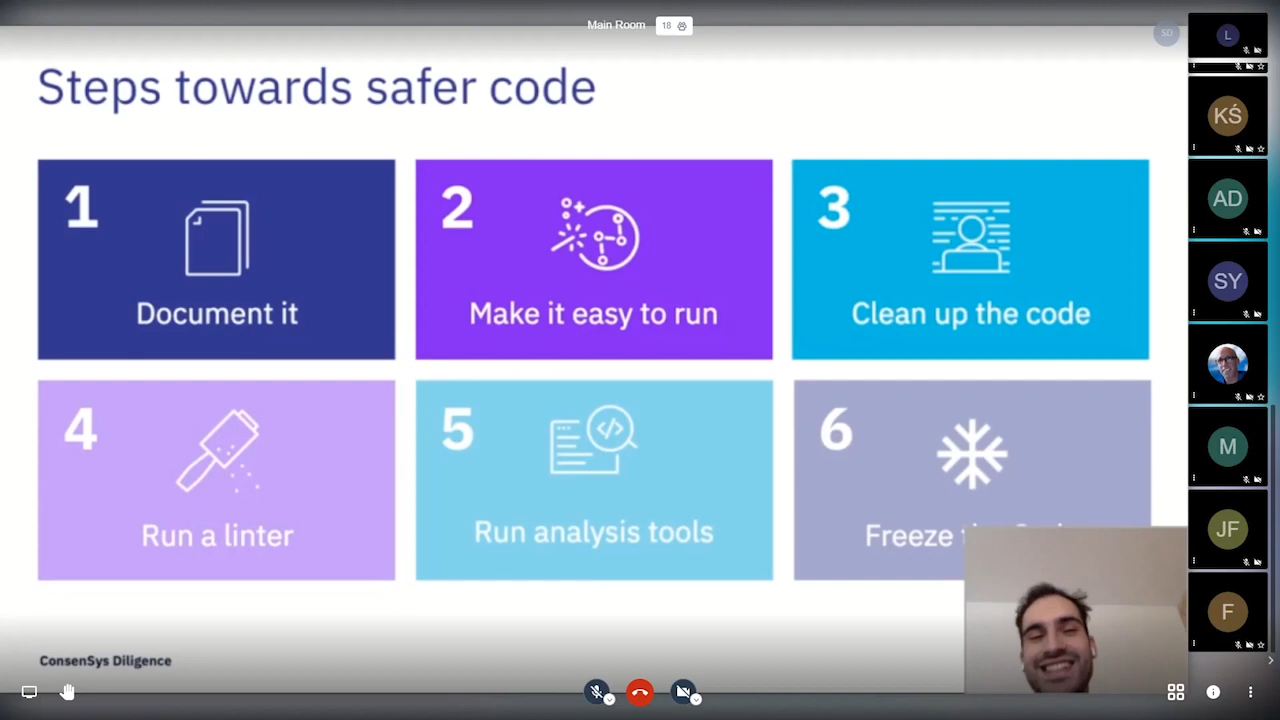 Main Room 18
SD
Steps towards safer code
1
Document it
2
Make it easy to run
3
Clean up the code
4
Run a linter
5
Run analysis tools
6
Freeze
ConsenSys Diligence
L
KŚ
AD
SY
M
JF
F